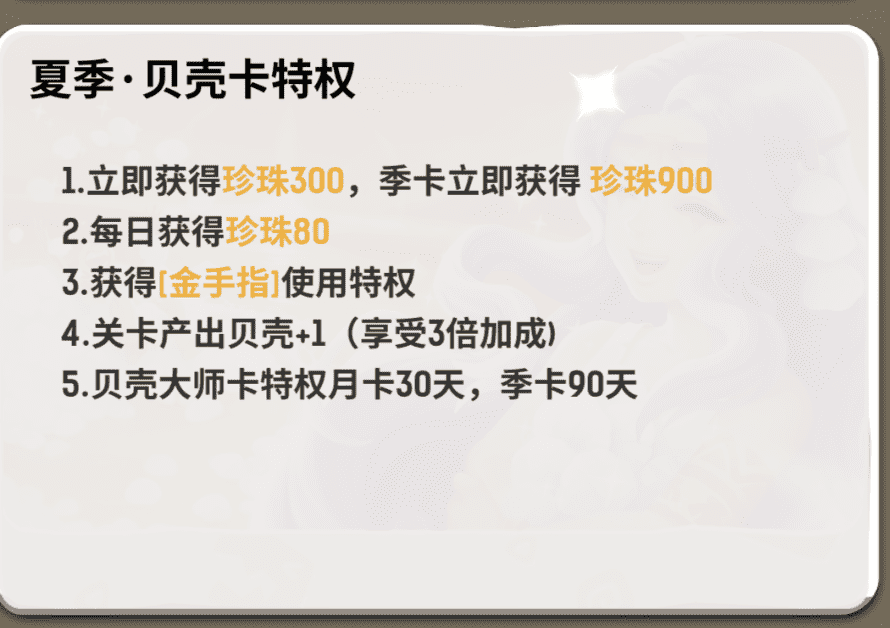 夏季·贝壳卡特权
1.立即获得珍珠300，季卡立即获得 珍珠900
2.每日获得珍珠80
3.获得[金手指]使用特权
4.关卡产出贝壳+1（享受3倍加成)
5.贝壳大师卡特权月卡30天，季卡90天